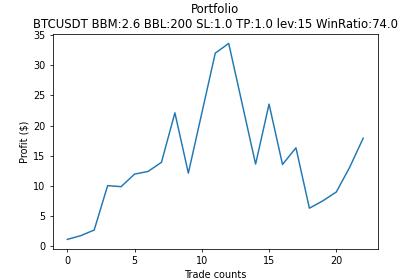 Portfolio
BTCUSDT BBM:2.6 BBL:200 SL:1.0 TP:1.0 lev:15 WinRatio:74.0
35
30
25
20
15
10
5
0
Profit ($)
0 5 10 15 20
Trade counts